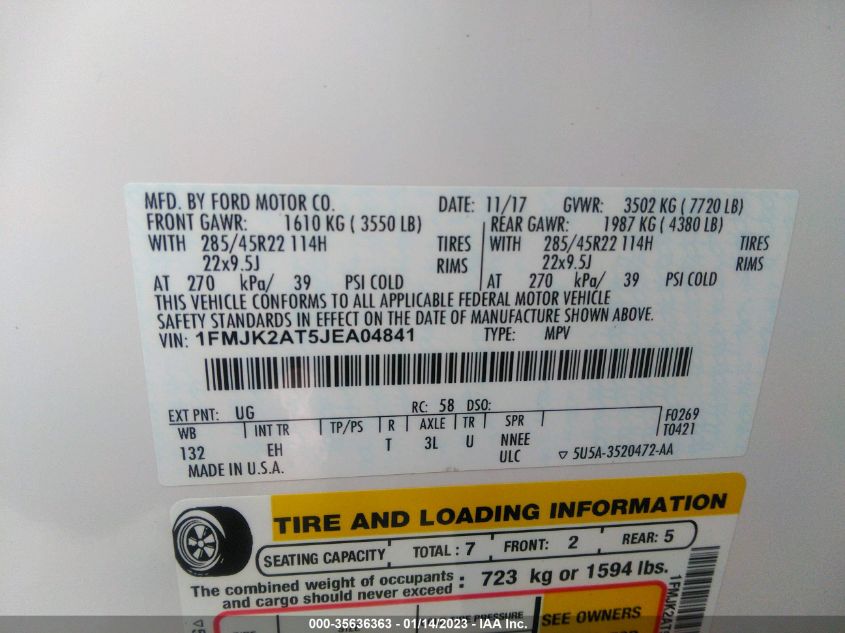 MFD. BY FORD MOTOR CO. DATE: 11/17 GVWR: 3502 KG ( 7720 LB)
FRONT GAWR: 1610 KG ( 3550 LB) REAR GAWR: 1987 KG ( 4380 LB)
WITH 285/45R22 114H TIRES WITH 285/45R22 114H TIRES
22x9.5J RIMS 22x9.5J RIMS
AT 270 kPa/ 39 PSI COLD AT 270 kPa/ 39 PSI COLD
THIS VEHICLE CONFORMS TO ALL APPLICABLE FEDERAL MOTOR VEHICLE
SAFETY STANDARDS IN EFFECT ON THE DATE OF MANUFACTURE SHOWN ABOVE.
VIN: 1FMJK2AT5JEA04841 TYPE: MPV
EXT PNT: UG RC: 58 DSO:
WB INT TR TP/PS R AXLE TR SPR F0269
132 EH T 3L U NNEE T0421
ULC 5U5A-3520472-AA
MADE IN U.S.A.
TIRE AND LOADING INFORMATION
SEATING CAPACITY TOTAL : 7 FRONT: 2 REAR: 5
The combined weight of occupants : 723 kg or 1594 lbs.
and cargo should never exceed
PRESSURE SEE OWNERS
1FMJK2AT
000-35636363 - 01/14/2023 - IAA Inc.